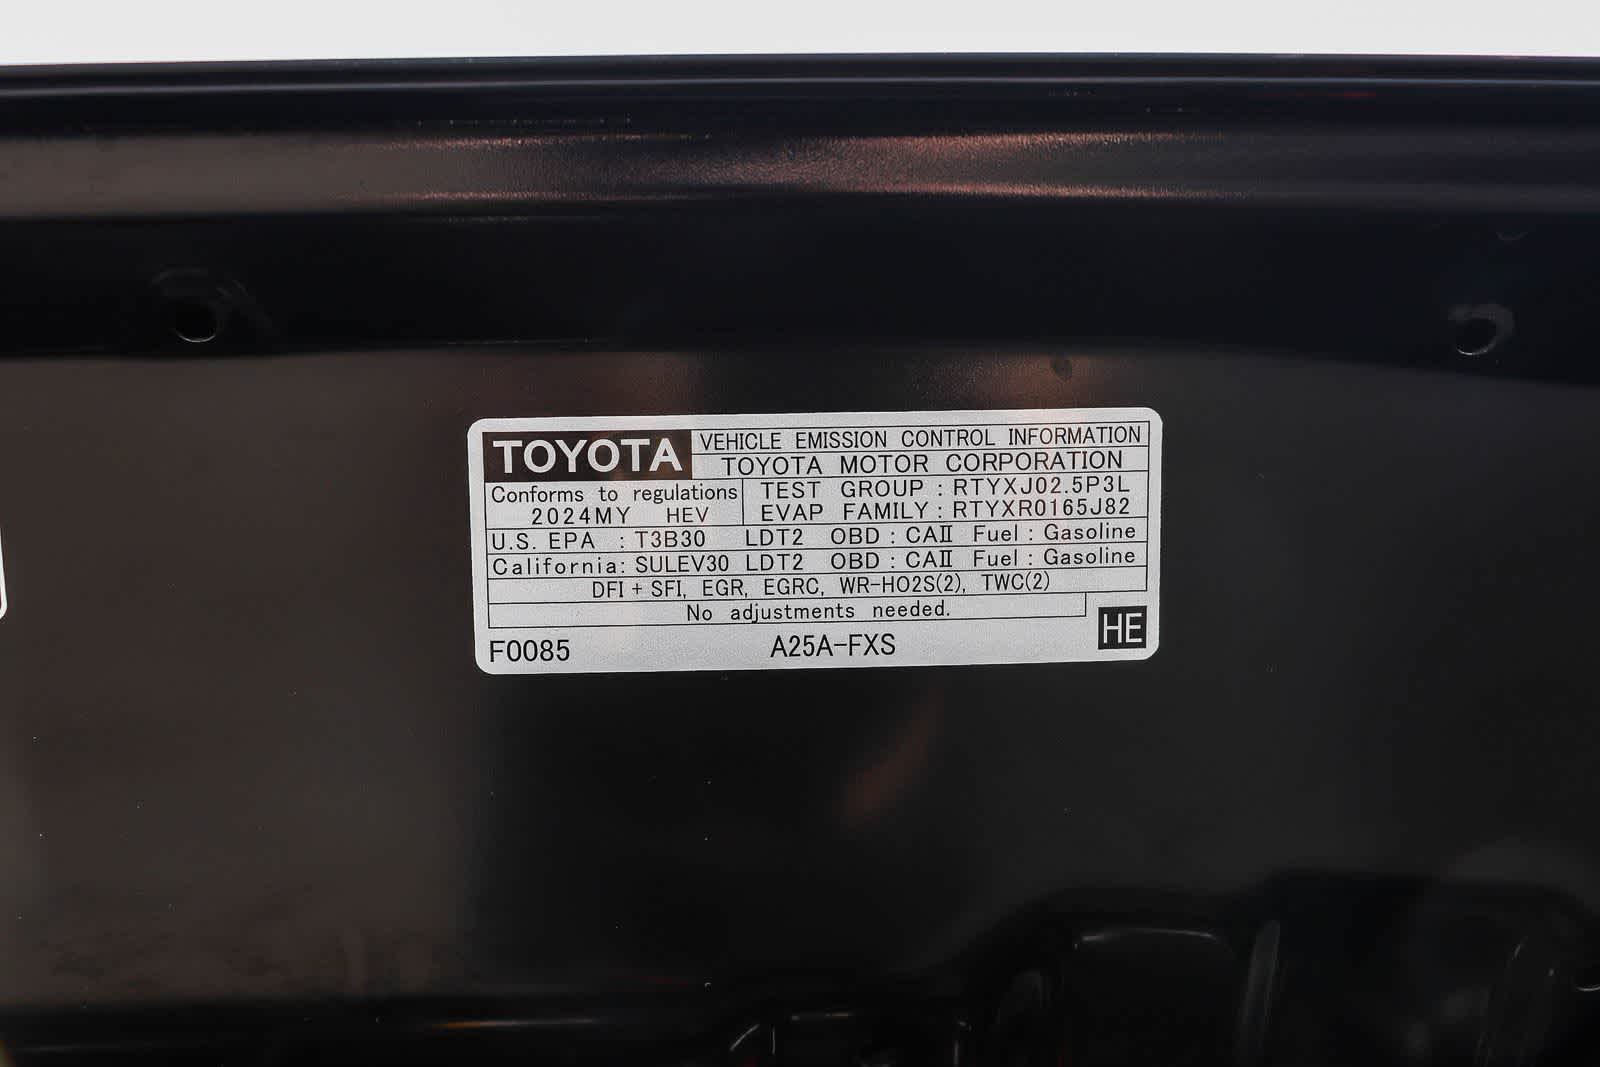 TOYOTA VEHICLE EMISSION CONTROL INFORMATION
TOYOTA MOTOR CORPORATION
Conforms to regulations
2024MY HEV
TEST GROUP : RTYXJ02.5P3L
EVAP FAMILY : RTYXR0165J82
U.S. EPA : T3B30 LDT2 OBD : CAⅡ Fuel : Gasoline
California: SULEV30 LDT2 OBD : CAⅡ Fuel : Gasoline
DFI + SFI, EGR, EGRC, WR-HO2S(2), TWC(2)
No adjustments needed.
F0085 A25A-FXS HE